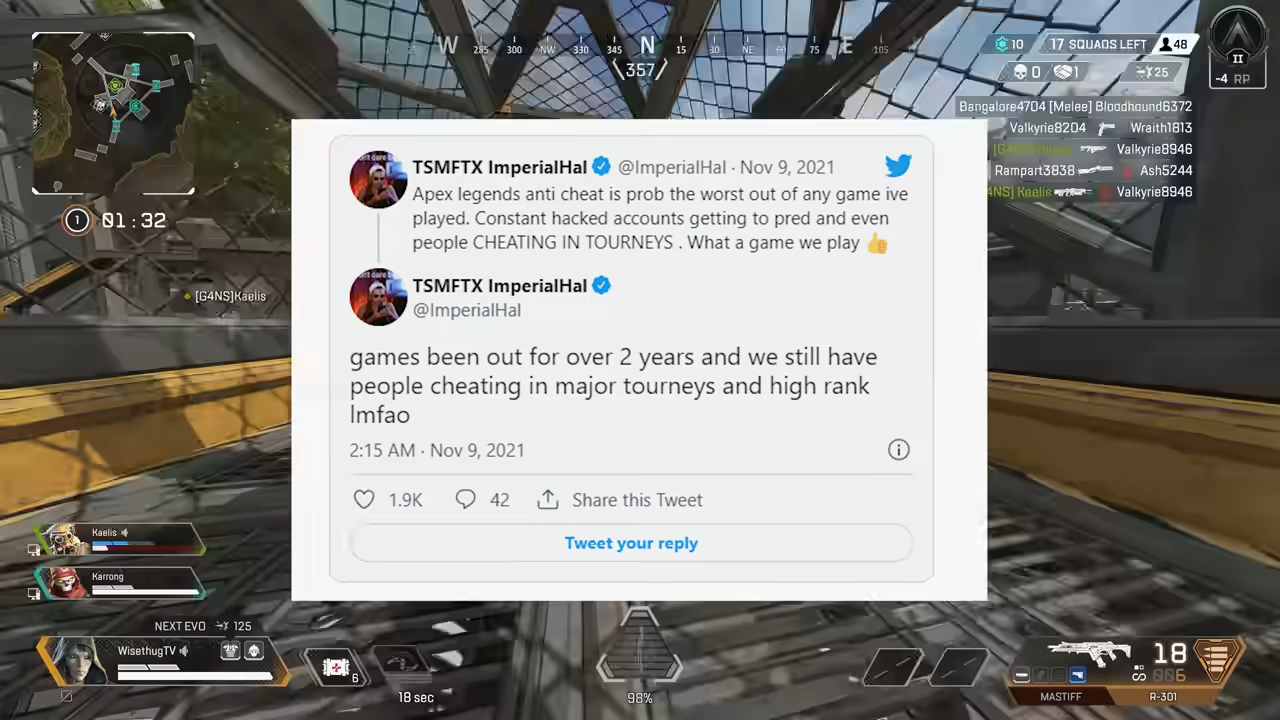 W 285 300 NW 330 345 N 15 30 NE 60 75 E 105
357
10 17 SQUADS LEFT 48
0 1 25
II
-4 RP
Bangalore4704 [Melee] Bloodhound6372
Valkyrie8204 Wraith1813
Valkyrie8946
Rampart3838 Ash5244
4NS] Kaelis Valkyrie8946
1 01:32
[G4NS]Kaelis
TSMFTX ImperialHal @ImperialHal · Nov 9, 2021
Apex legends anti cheat is prob the worst out of any game ive
played. Constant hacked accounts getting to pred and even
people CHEATING IN TOURNEYS . What a game we play 👍
TSMFTX ImperialHal
@ImperialHal
games been out for over 2 years and we still have
people cheating in major tourneys and high rank
lmfao
2:15 AM · Nov 9, 2021
1.9K 42 Share this Tweet
Tweet your reply
Kaelis
Karrong
NEXT EVO 125
WisethugTV
6
18 sec
98%
18
006
MASTIFF R-301